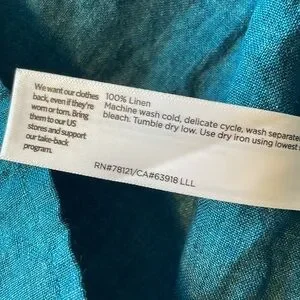 We want our clothes
back, even if they're
worn or torn. Bring
them to our US
stores and support
our take-back
program.
100% Linen
Machine wash cold, delicate cycle, wash separate
bleach. Tumble dry low. Use dry iron using lowest
RN#78121/CA#63918 LLL